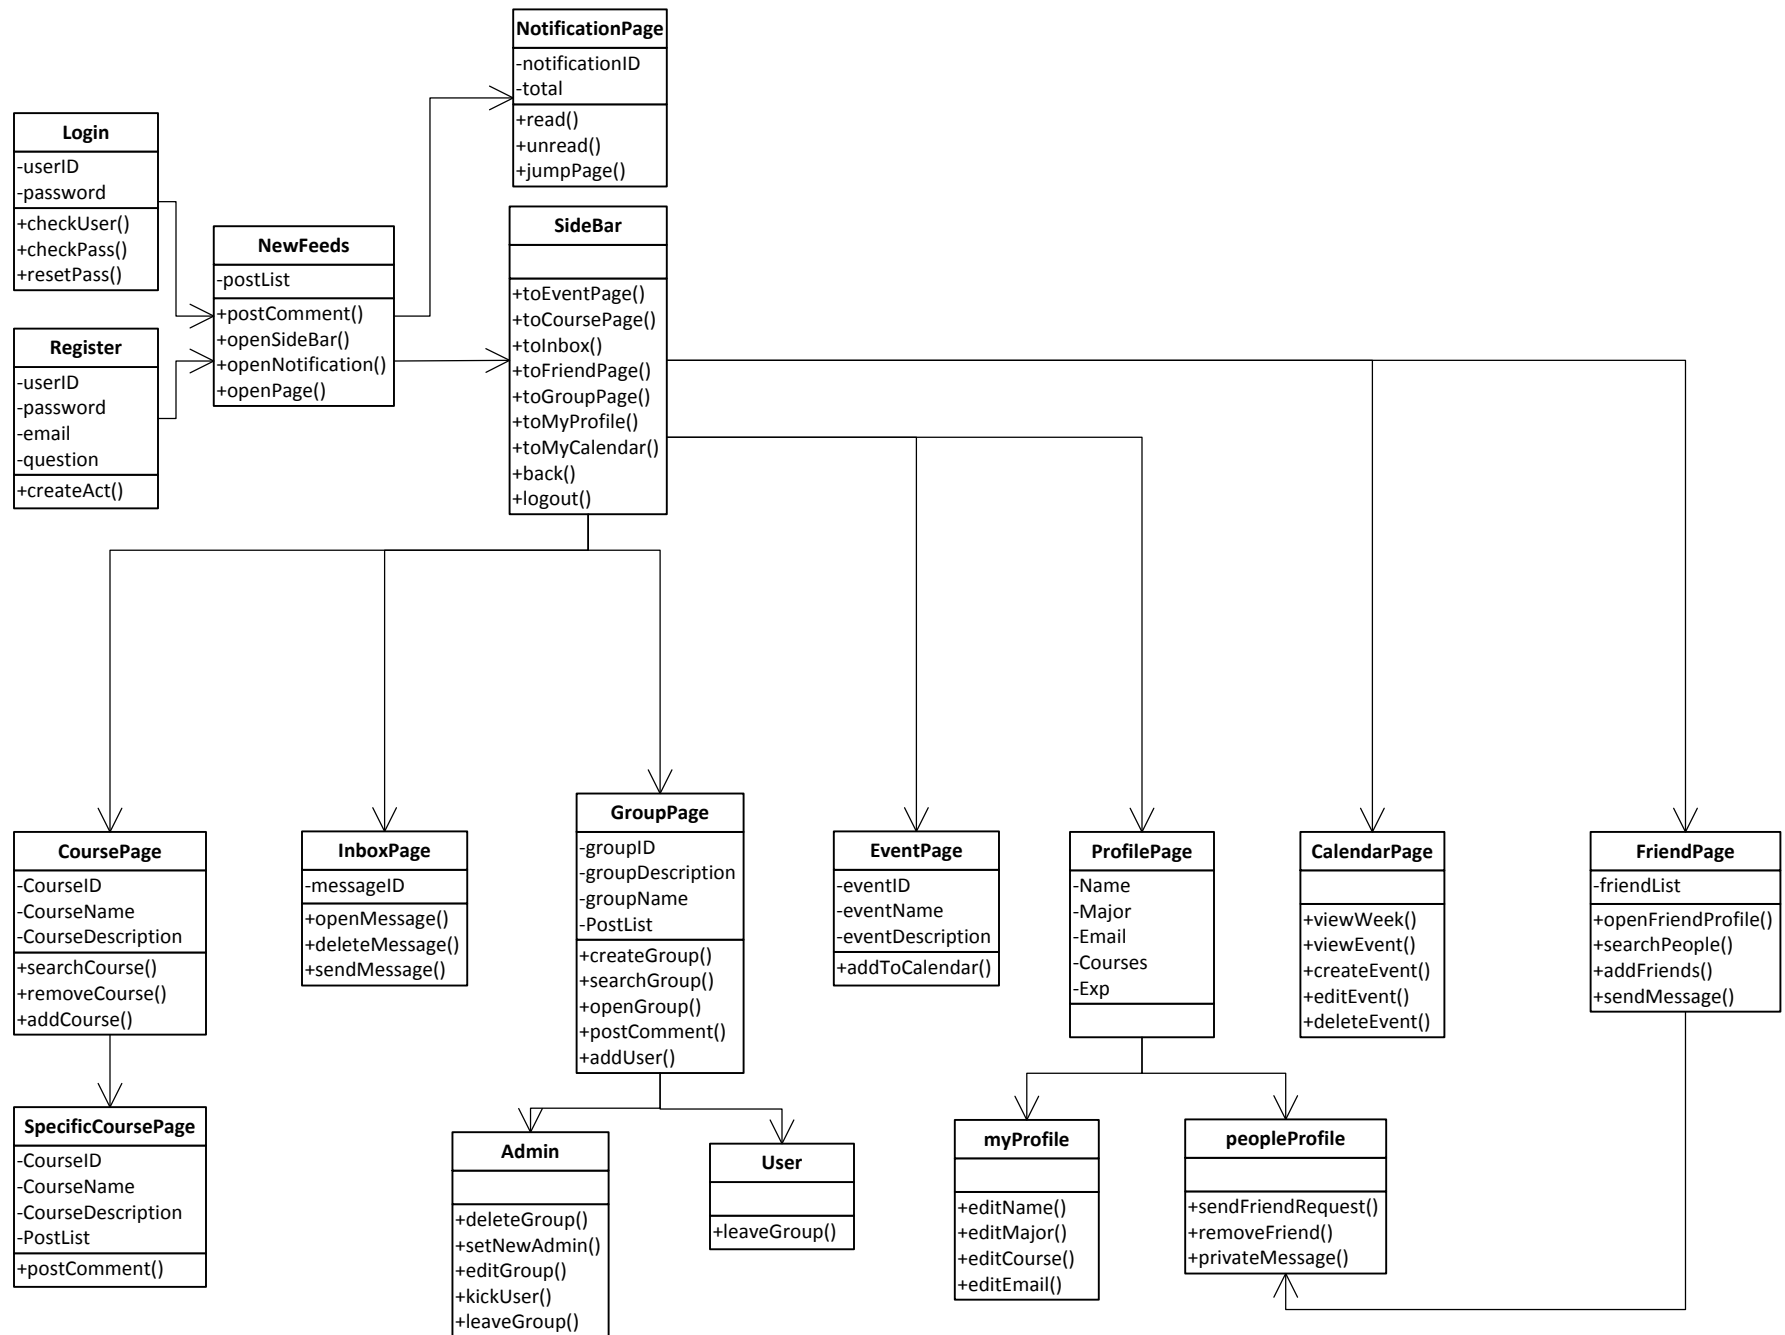 NotificationPage
-notificationID
-total
+read()
+unread()
+jumpPage()
Login
-userID
-password
+checkUser()
+checkPass()
+resetPass()
NewFeeds
-postList
+postComment()
+openSideBar()
+openNotification()
+openPage()
Register
-userID
-password
-email
-question
+createAct()
SideBar
+toEventPage()
+toCoursePage()
+toInbox()
+toFriendPage()
+toGroupPage()
+toMyProfile()
+toMyCalendar()
+back()
+logout()
CoursePage
-CourseID
-CourseName
-CourseDescription
+searchCourse()
+removeCourse()
+addCourse()
InboxPage
-messageID
+openMessage()
+deleteMessage()
+sendMessage()
GroupPage
-groupID
-groupDescription
-groupName
-PostList
+createGroup()
+searchGroup()
+openGroup()
+postComment()
+addUser()
EventPage
-eventID
-eventName
-eventDescription
+addToCalendar()
ProfilePage
-Name
-Major
-Email
-Courses
-Exp
CalendarPage
+viewWeek()
+viewEvent()
+createEvent()
+editEvent()
+deleteEvent()
FriendPage
-friendList
+openFriendProfile()
+searchPeople()
+addFriends()
+sendMessage()
SpecificCoursePage
-CourseID
-CourseName
-CourseDescription
-PostList
+postComment()
Admin
+deleteGroup()
+setNewAdmin()
+editGroup()
+kickUser()
+leaveGroup()
User
+leaveGroup()
myProfile
+editName()
+editMajor()
+editCourse()
+editEmail()
peopleProfile
+sendFriendRequest()
+removeFriend()
+privateMessage()